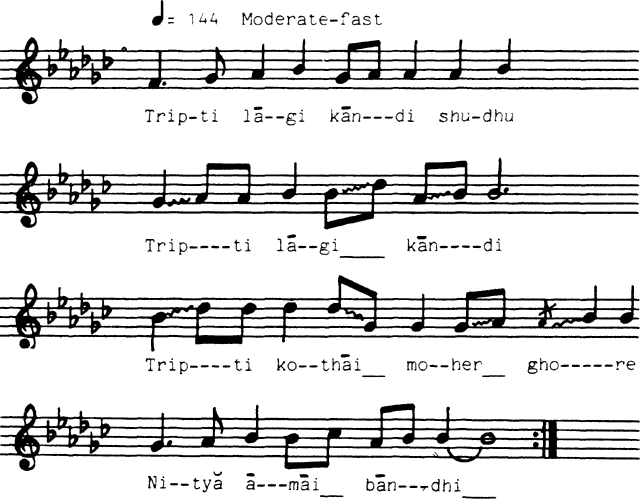 ♩= 144 Moderate-fast
Trip-ti lā--gi kān---di shu-dhu
Trip----ti lā--gi____ kān----di
Trip----ti ko--thāi__ mo--her__ gho-----re
Ni--tyă ā---māi__ bān---dhi___